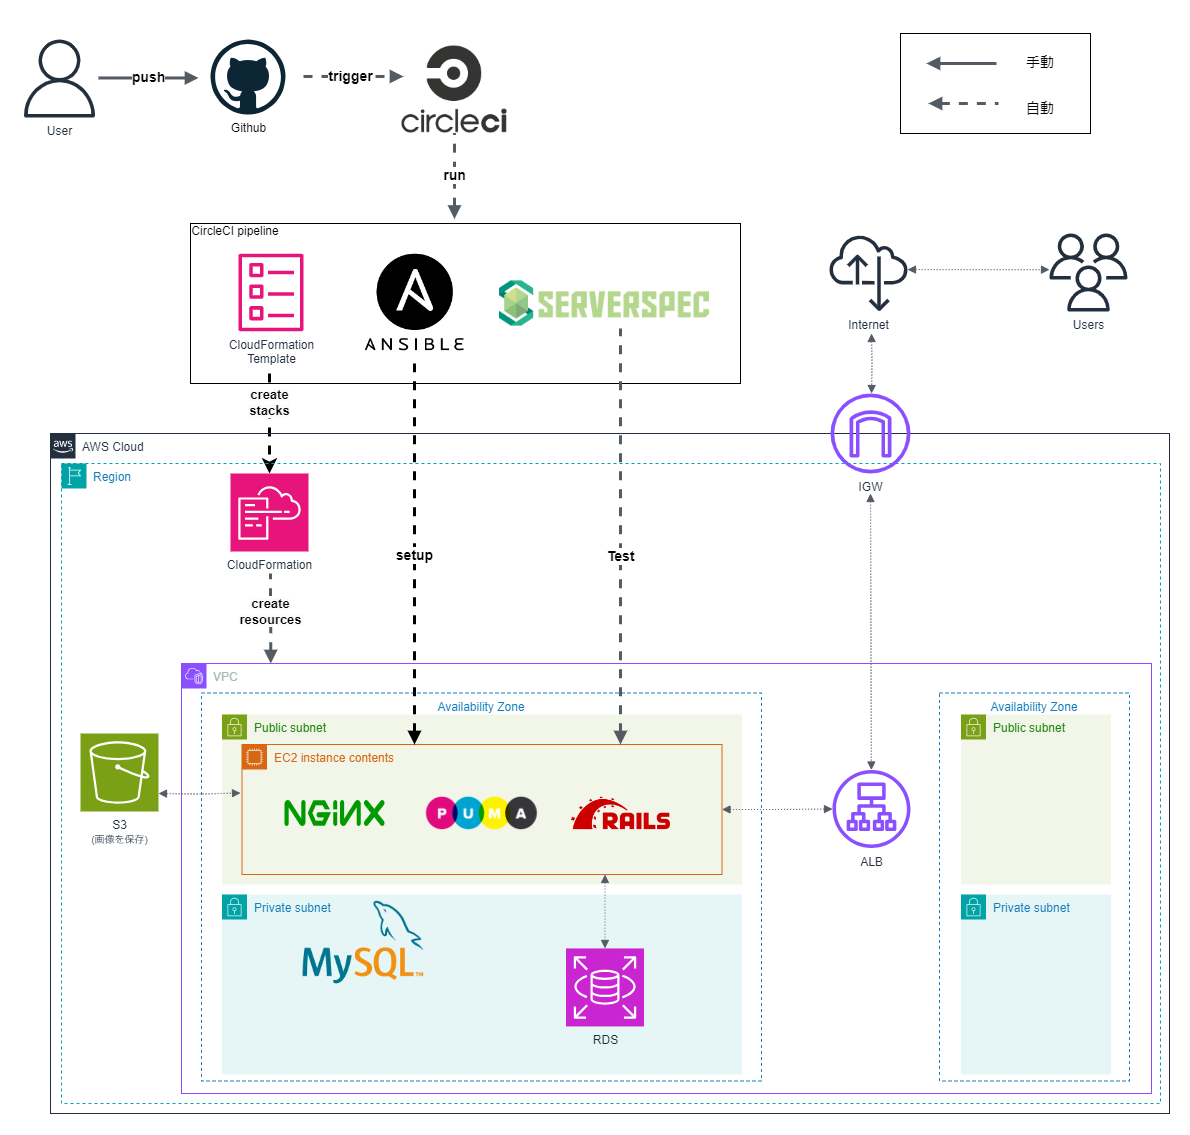 push
trigger
User
Github
circleci
手動
自動
run
CircleCI pipeline
CloudFormation
Template
ANSIBLE
SERVERSPEC
Internet
Users
create
stacks
aws
AWS Cloud
Region
IGW
CloudFormation
setup
Test
create
resources
VPC
Availability Zone
Availability Zone
Public subnet
Public subnet
EC2 instance contents
NGINX
PUMA
RAILS
S3
(画像を保存)
ALB
Private subnet
Private subnet
MySQL™
RDS